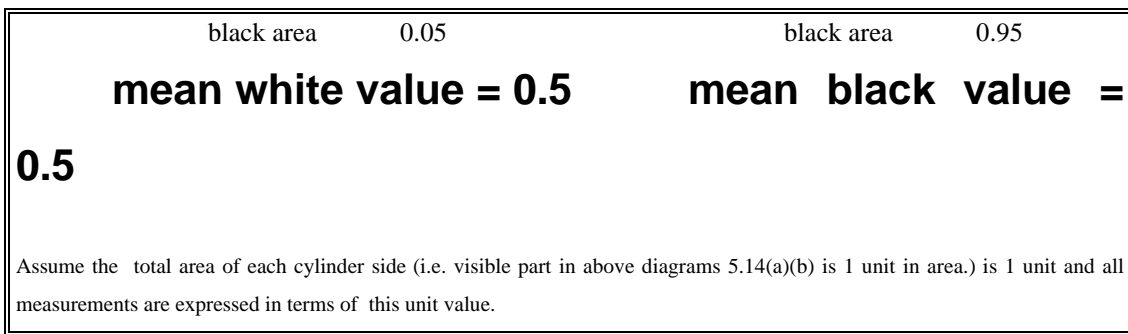 black area 0.05 black area 0.95
mean white value = 0.5 mean black value =
0.5
Assume the total area of each cylinder side (i.e. visible part in above diagrams 5.14(a)(b) is 1 unit in area.) is 1 unit and all
measurements are expressed in terms of this unit value.